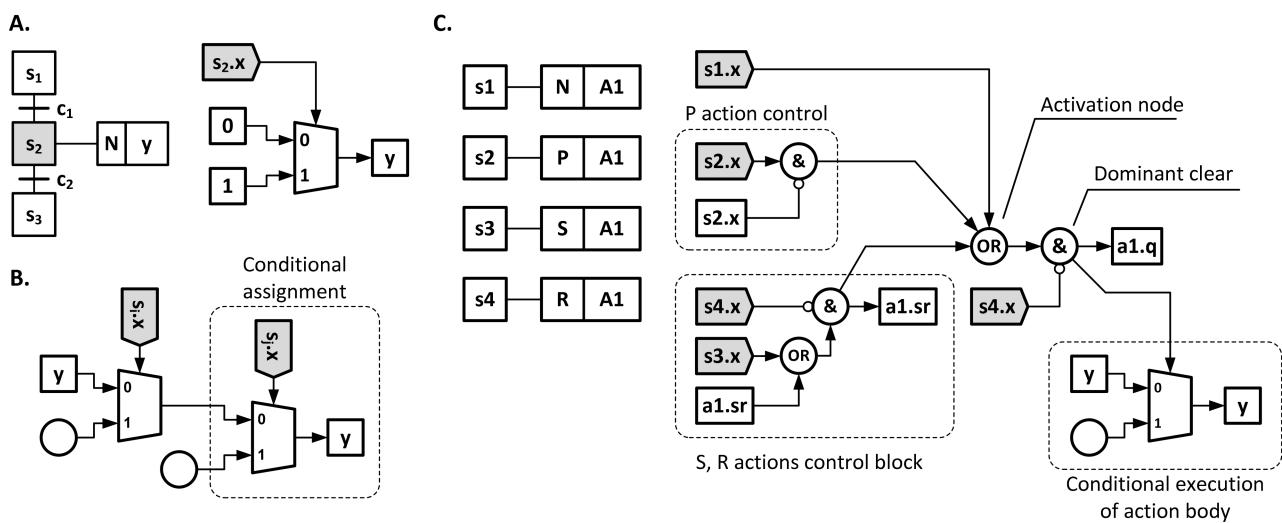 A.
s1
c1
s2
N y
c2
s3
s2.x
0
1
0
1
y
B.
Conditional
assignment
si.x
sj.x
y
0
1
0
1
y
C.
s1 N A1
s2 P A1
s3 S A1
s4 R A1
s1.x
P action control
s2.x
&
s2.x
Activation node
Dominant clear
OR
&
a1.q
s4.x
&
a1.sr
s3.x
OR
a1.sr
S, R actions control block
s4.x
y
0
1
y
Conditional execution
of action body